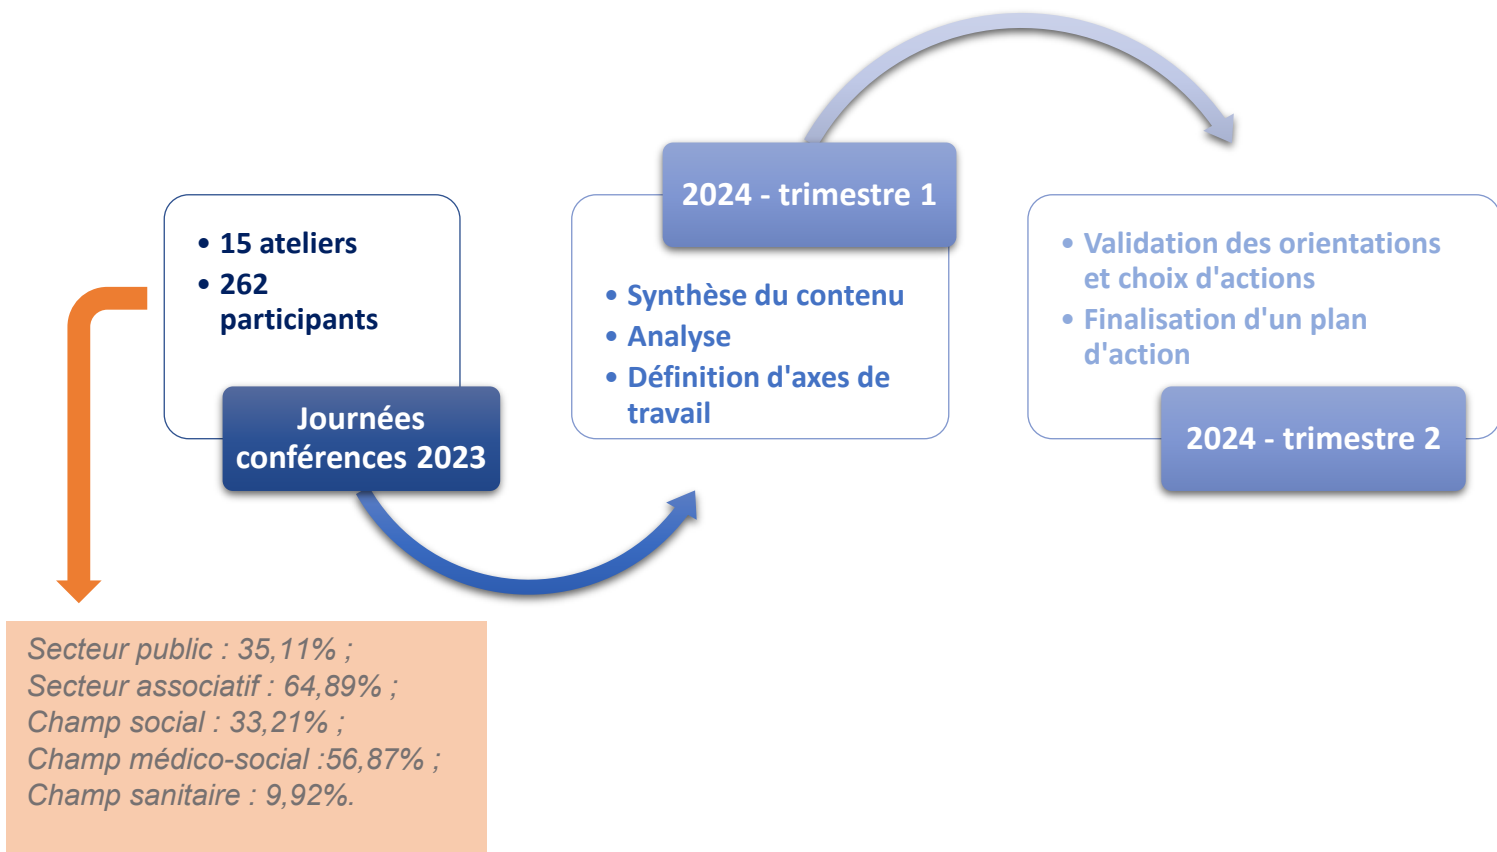 • 15 ateliers
• 262
participants
Journées
conférences 2023
2024 - trimestre 1
• Synthèse du contenu
• Analyse
• Définition d'axes de
travail
• Validation des orientations
et choix d'actions
• Finalisation d'un plan
d'action
2024 - trimestre 2
Secteur public : 35,11% ;
Secteur associatif : 64,89% ;
Champ social : 33,21% ;
Champ médico-social :56,87% ;
Champ sanitaire : 9,92%.